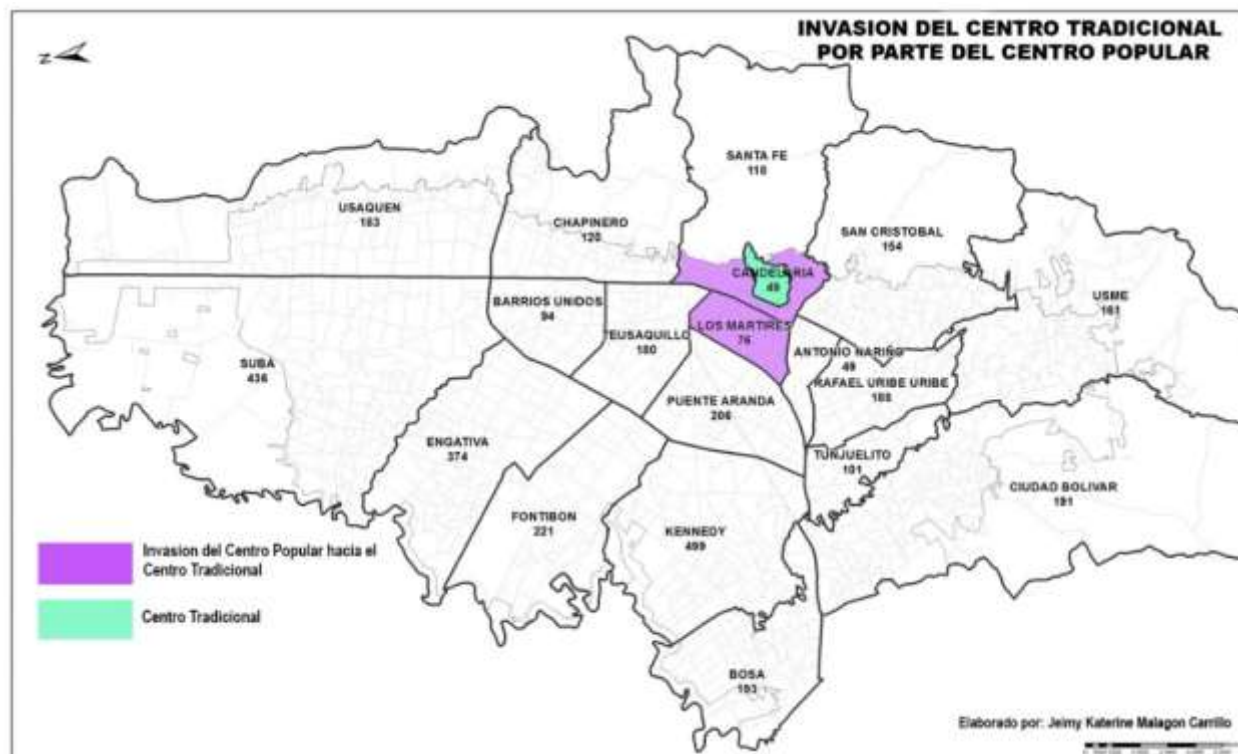 INVASION DEL CENTRO TRADICIONAL
POR PARTE DEL CENTRO POPULAR
N
SANTA FE
118
USAQUEN
163
CHAPINERO
120
SAN CRISTOBAL
154
CANDELARIA
49
USME
161
BARRIOS UNIDOS
94
TEUSAQUILLO
180
LOS MARTIRES
76
ANTONIO NARIÑO
49
RAFAEL URIBE URIBE
188
SUBA
436
PUENTE ARANDA
206
ENGATIVA
374
TUNJUELITO
101
CIUDAD BOLIVAR
191
FONTIBON
221
KENNEDY
499
Invasion del Centro Popular hacia el
Centro Tradicional
Centro Tradicional
BOSA
193
Elaborado por: Jeimy Katerine Malagon Carrillo